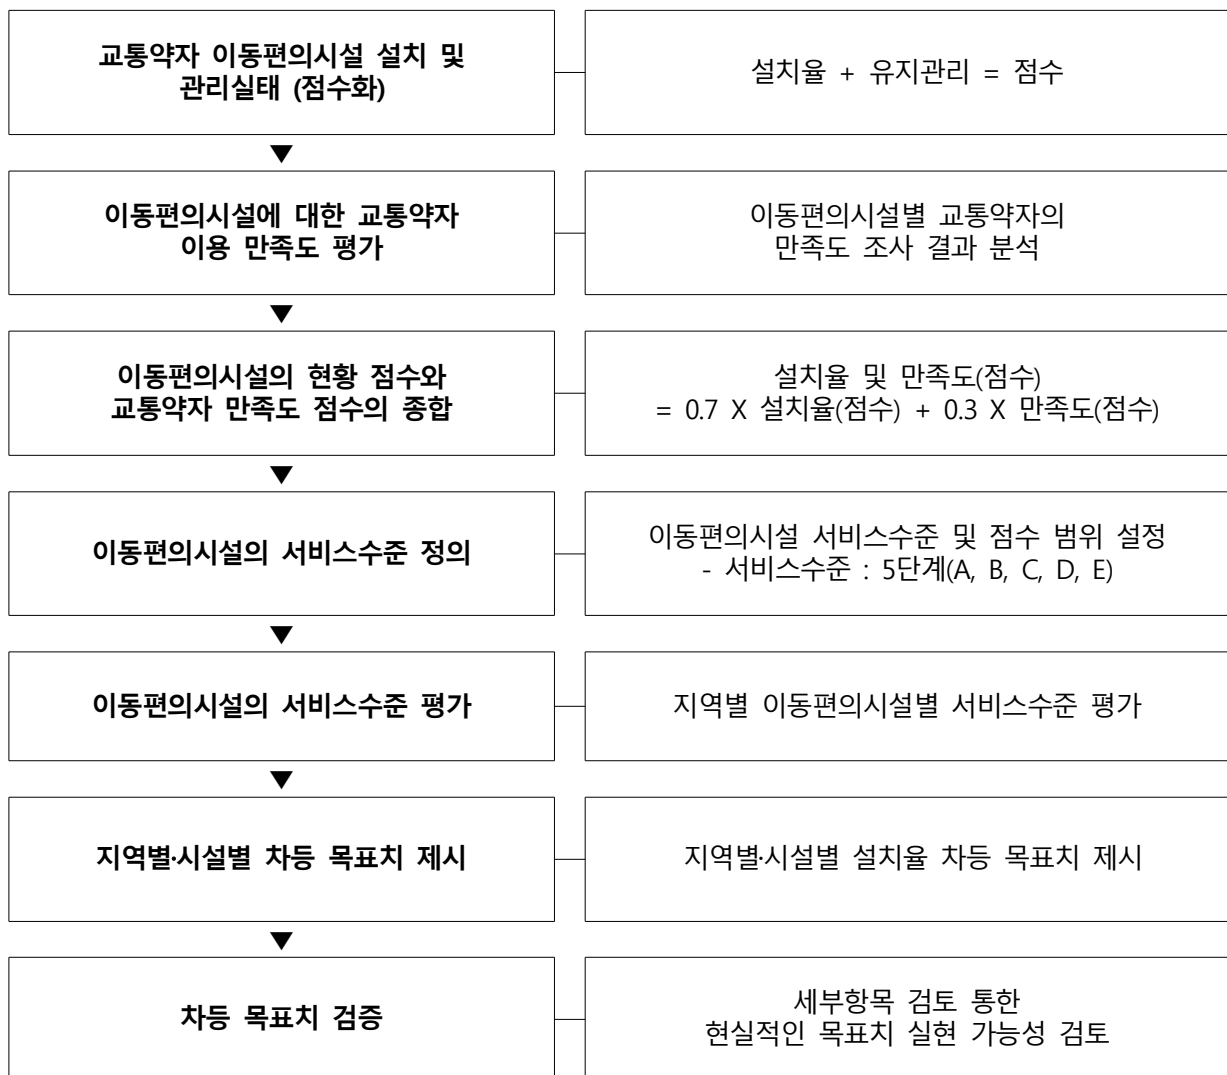 교통약자 이동편의시설 설치 및
관리실태 (점수화)
설치율 + 유지관리 = 점수
▼
이동편의시설에 대한 교통약자
이용 만족도 평가
이동편의시설별 교통약자의
만족도 조사 결과 분석
▼
이동편의시설의 현황 점수와
교통약자 만족도 점수의 종합
설치율 및 만족도(점수)
= 0.7 X 설치율(점수) + 0.3 X 만족도(점수)
▼
이동편의시설의 서비스수준 정의
이동편의시설 서비스수준 및 점수 범위 설정
- 서비스수준 : 5단계(A, B, C, D, E)
▼
이동편의시설의 서비스수준 평가
지역별 이동편의시설별 서비스수준 평가
▼
지역별·시설별 차등 목표치 제시
지역별·시설별 설치율 차등 목표치 제시
▼
차등 목표치 검증
세부항목 검토 통한
현실적인 목표치 실현 가능성 검토